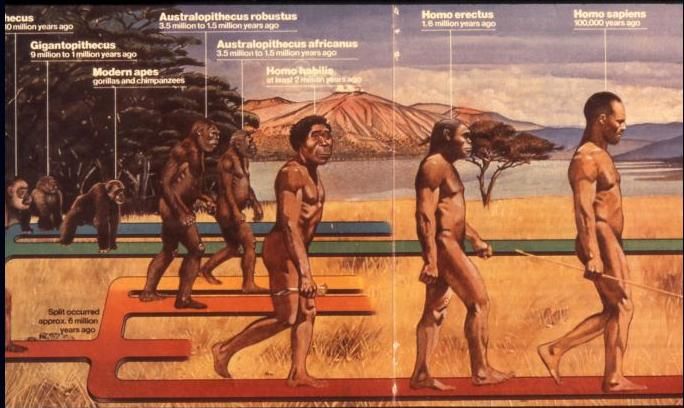 hecus
10 million years ago
Gigantopithecus
9 million to 1 million years ago
Modern apes
gorillas and chimpanzees
Australopithecus robustus
3.5 million to 1.5 million years ago
Australopithecus africanus
3.5 million to 1.5 million years ago
Homo habilis
at least 2 million years ago
Homo erectus
1.6 million years ago
Homo sapiens
100,000 years ago
Split occurred
approx. 6 million
years ago